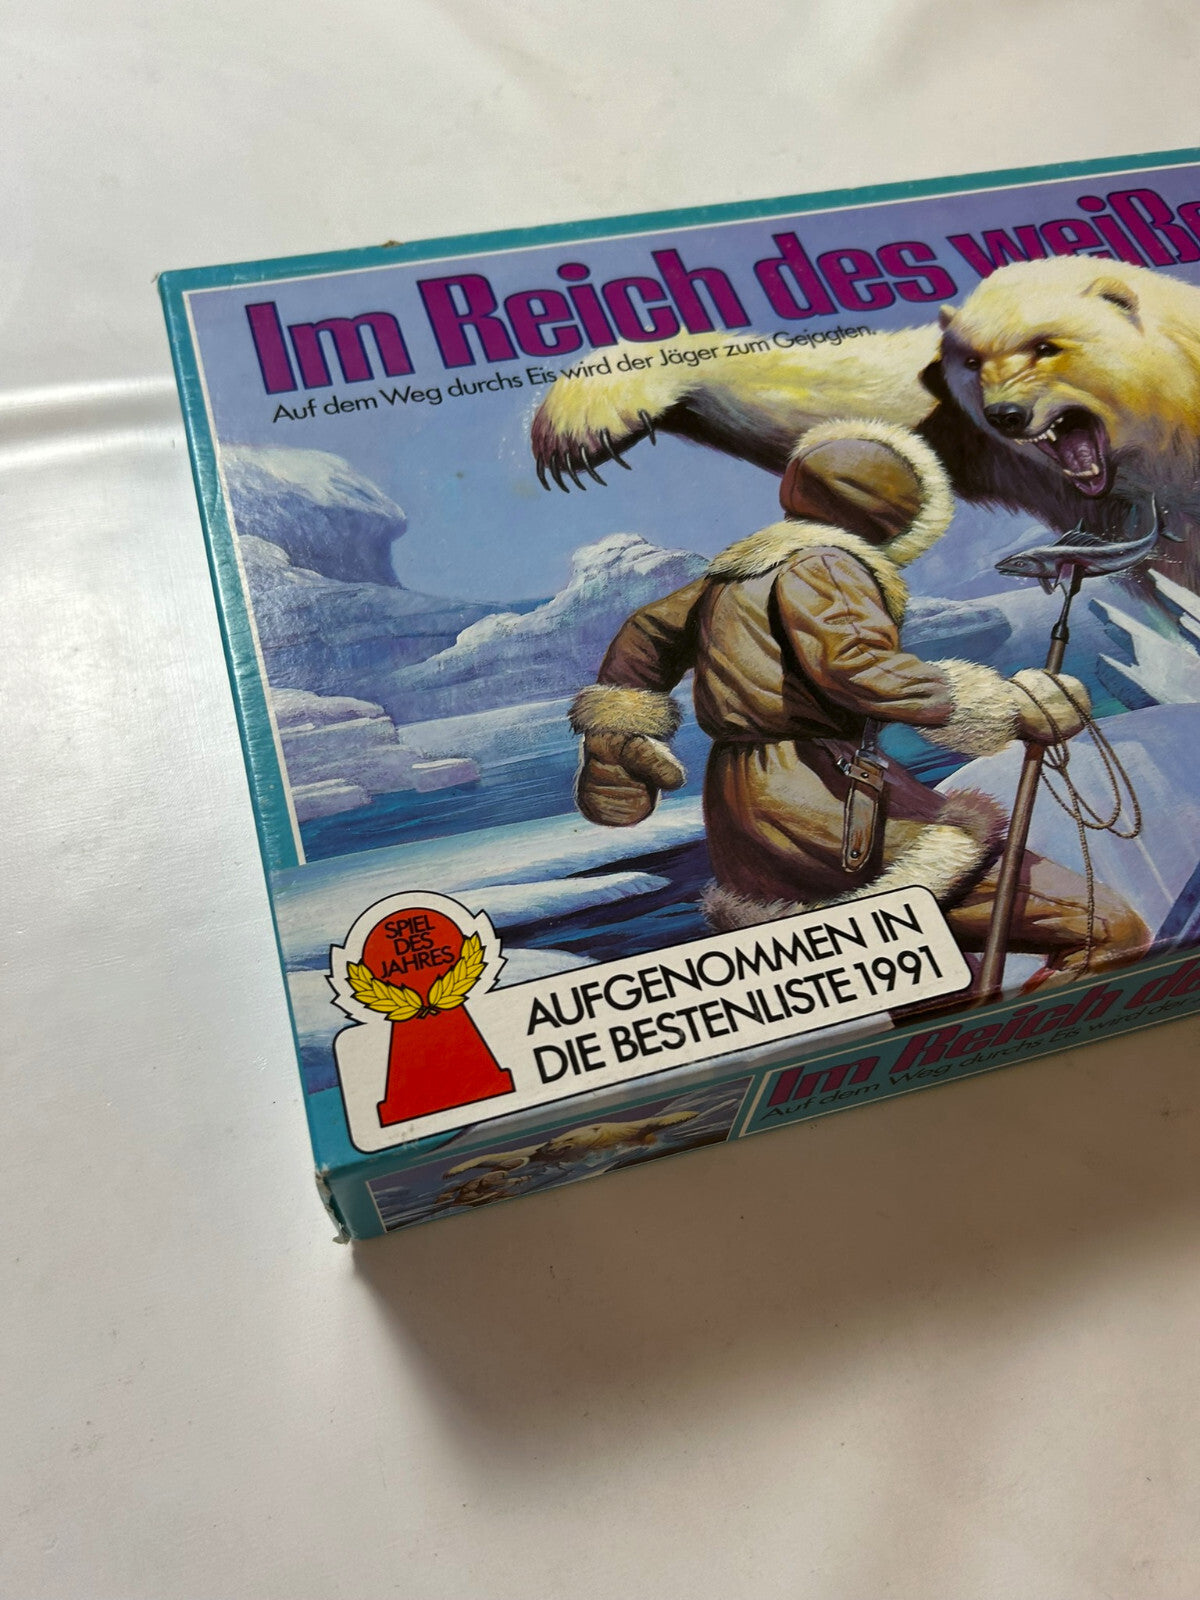 Im Reich des weiße
Auf dem Weg durchs Eis wird der Jäger zum Gejagten.
SPIEL
DES
JAHRES
AUFGENOMMEN IN
DIE BESTENLISTE 1991
Im Reich de
Auf dem Weg durchs Eis wird der